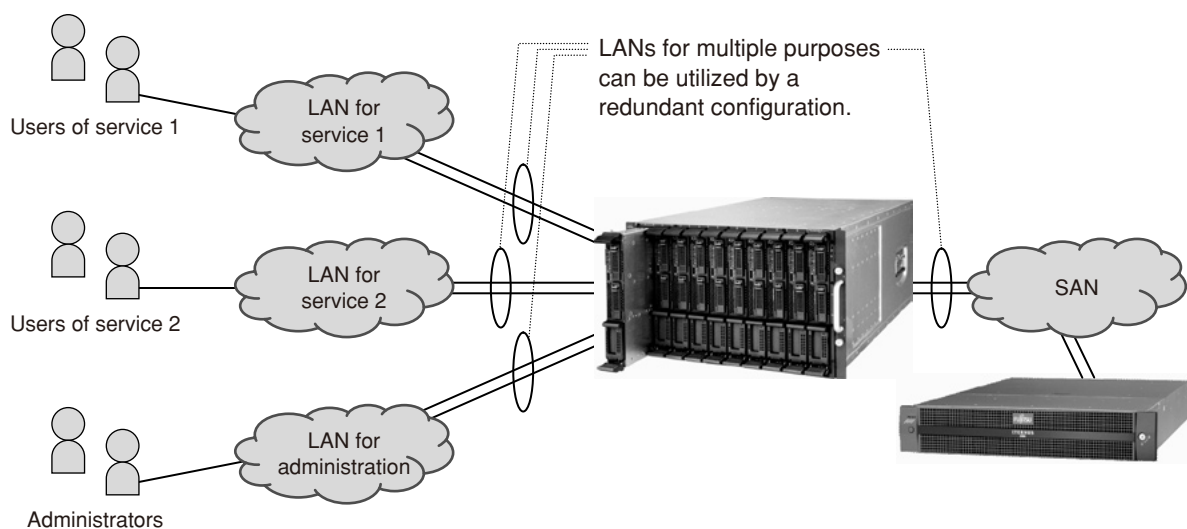 LANs for multiple purposes
can be utilized by a
redundant configuration.
LAN for
service 1
Users of service 1
LAN for
service 2
Users of service 2
SAN
LAN for
administration
Administrators
FUJITSU